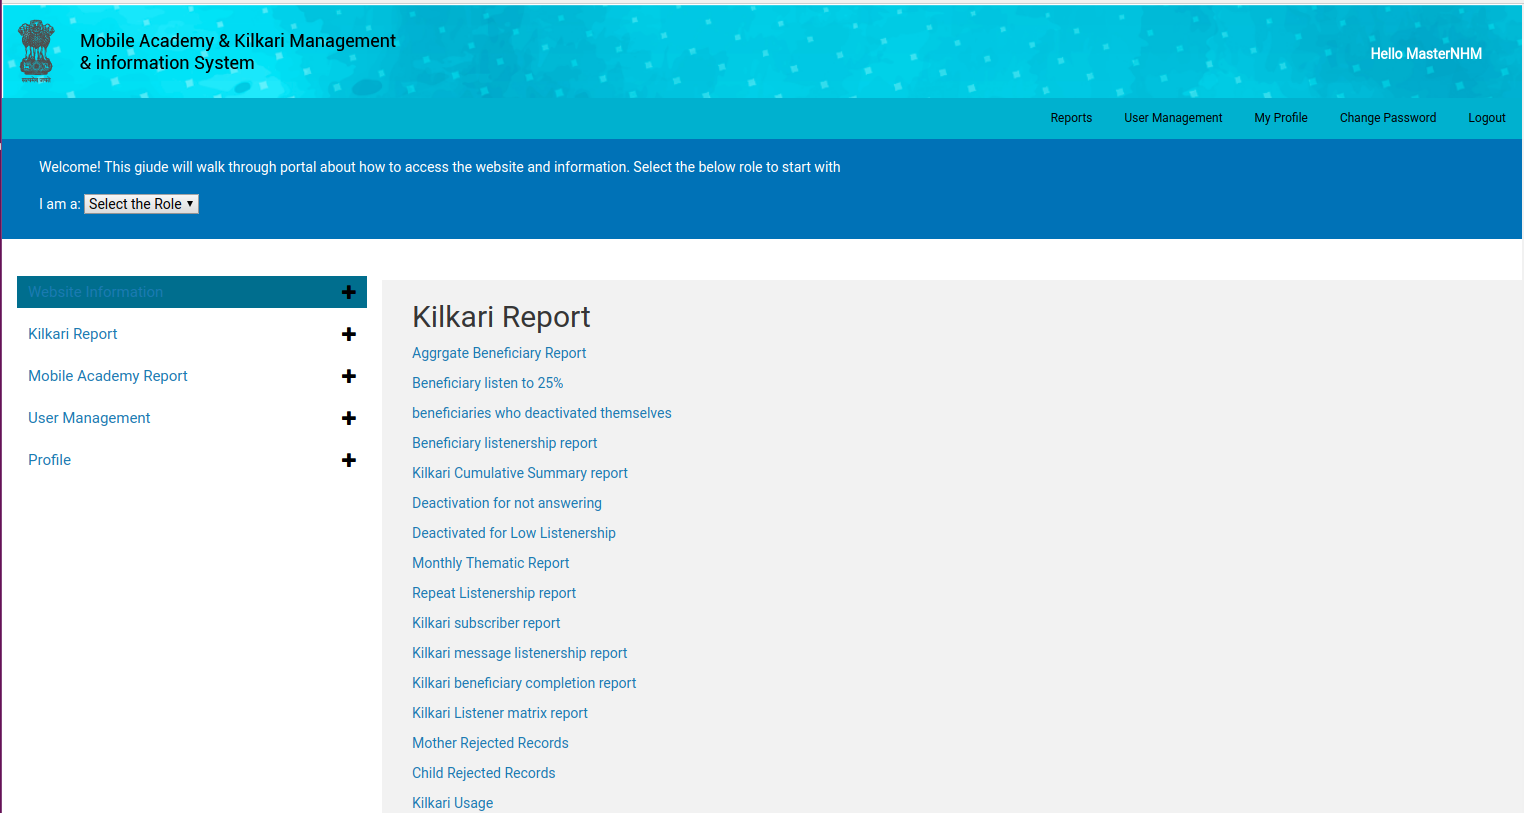 Mobile Academy & Kilkari Management
& information System
Hello MasterNHM
Reports User Management My Profile Change Password Logout
Welcome! This giude will walk through portal about how to access the website and information. Select the below role to start with
I am a: Select the Role
Website Information
Kilkari Report
Mobile Academy Report
User Management
Profile
Kilkari Report
Aggrgate Beneficiary Report
Beneficiary listen to 25%
beneficiaries who deactivated themselves
Beneficiary listenership report
Kilkari Cumulative Summary report
Deactivation for not answering
Deactivated for Low Listenership
Monthly Thematic Report
Repeat Listenership report
Kilkari subscriber report
Kilkari message listenership report
Kilkari beneficiary completion report
Kilkari Listener matrix report
Mother Rejected Records
Child Rejected Records
Kilkari Usage